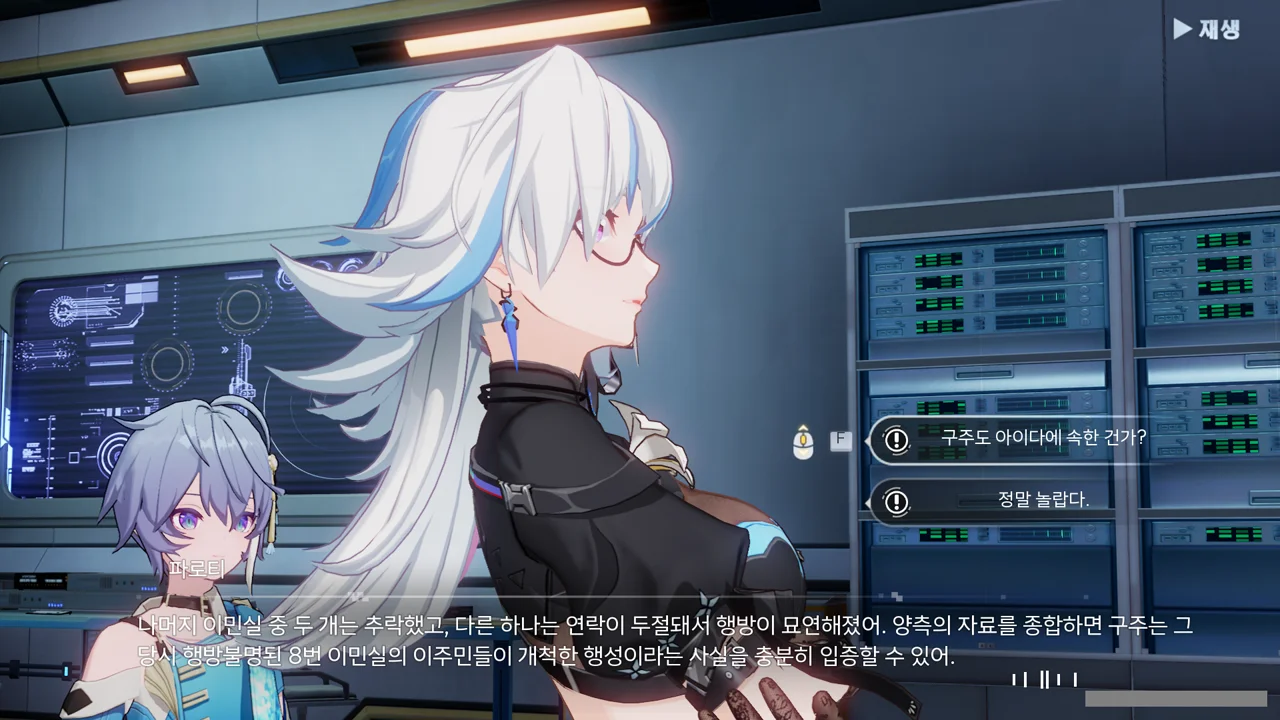 재생
구주도 아이다에 속한 건가?
F
정말 놀랍다.
파로티
나머지 이민실 중 두 개는 추락했고, 다른 하나는 연락이 두절돼서 행방이 묘연해졌어. 양측의 자료를 종합하면 구주는 그
당시 행방불명된 8번 이민실의 이주민들이 개척한 행성이라는 사실을 충분히 입증할 수 있어.